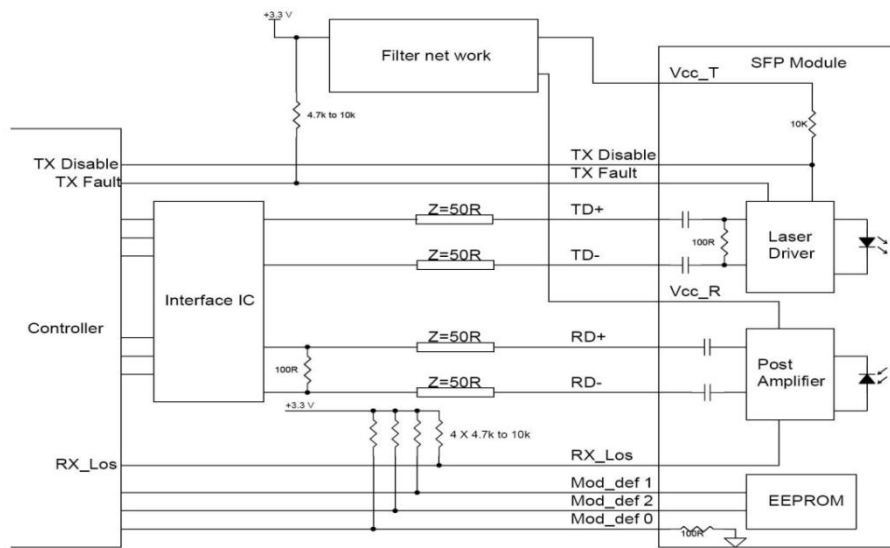 +3.3 V
Filter net work
SFP Module
Vcc_T
4.7k to 10k
10K
TX Disable
TX Disable
TX Fault
TX Fault
Z=50R
TD+
100R
Laser
Driver
Z=50R
TD-
Interface IC
Vcc_R
Controller
Z=50R
RD+
100R
Post
Amplifier
Z=50R
RD-
+3.3 V
4 X 4.7k to 10k
RX_Los
RX_Los
Mod_def 1
Mod_def 2
Mod_def 0
EEPROM
100R